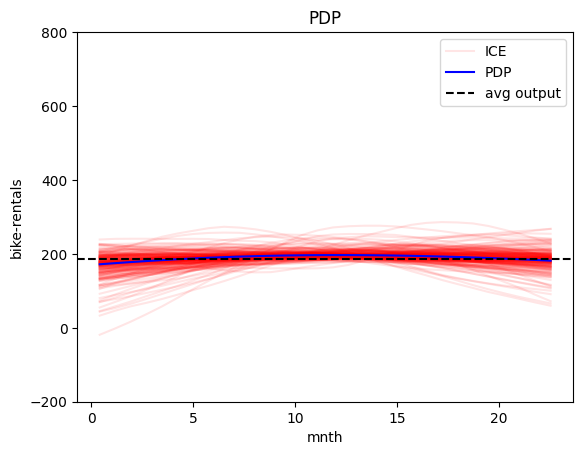 PDP
ICE
PDP
avg output
800
600
400
200
0
−200
bike-rentals
0 5 10 15 20
mnth